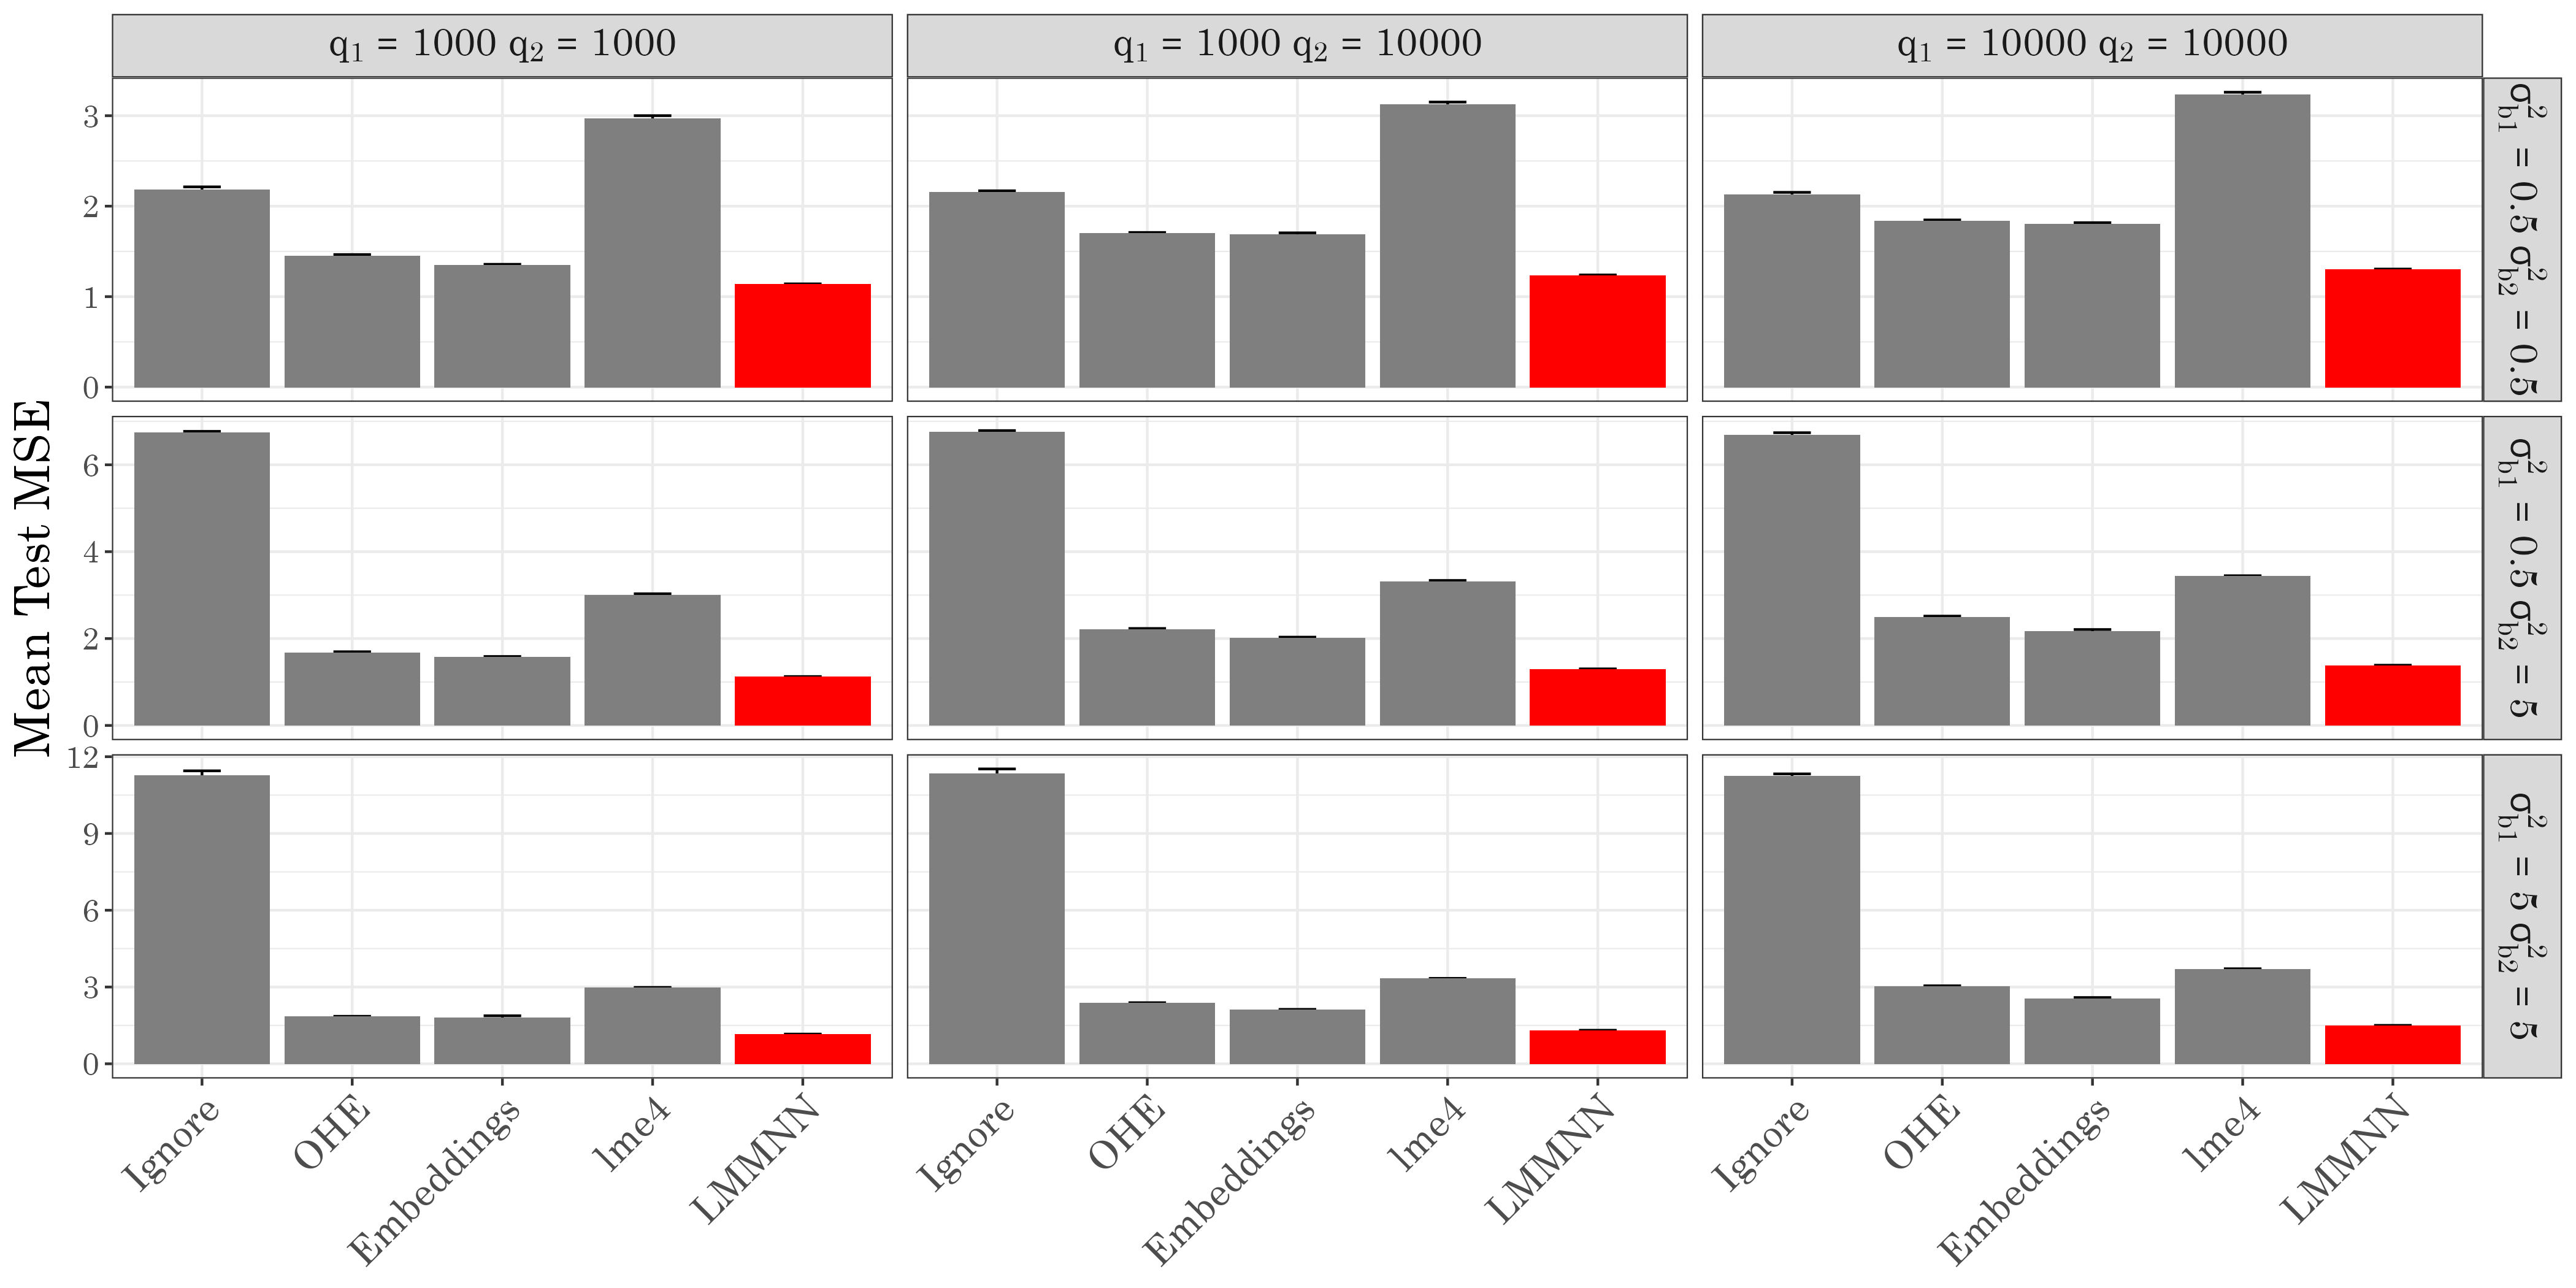 q₁ = 1000 q₂ = 1000
q₁ = 1000 q₂ = 10000
q₁ = 10000 q₂ = 10000
Mean Test MSE
3
2
1
0
σ²b1 = 0.5 σ²b2 = 0.5
6
4
2
0
σ²b1 = 0.5 σ²b2 = 5
12
9
6
3
0
σ²b1 = 5 σ²b2 = 5
Ignore
OHE
Embeddings
lme4
LMMNN
Ignore
OHE
Embeddings
lme4
LMMNN
Ignore
OHE
Embeddings
lme4
LMMNN